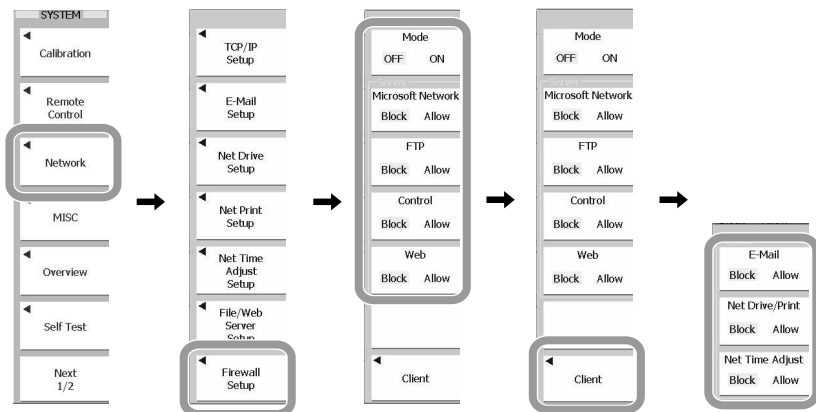 SYSTEM
Calibration
Remote
Control
Network
MISC
Overview
Self Test
Next
1/2
TCP/IP
Setup
E-Mail
Setup
Net Drive
Setup
Net Print
Setup
Net Time
Adjust
Setup
File/Web
Server
Setup
Firewall
Setup
Mode
OFF ON
Server
Microsoft Network
Block Allow
FTP
Block Allow
Control
Block Allow
Web
Block Allow
Client
Mode
OFF ON
Server
Microsoft Network
Block Allow
FTP
Block Allow
Control
Block Allow
Web
Block Allow
Client
E-Mail
Block Allow
Net Drive/Print
Block Allow
Net Time Adjust
Block Allow